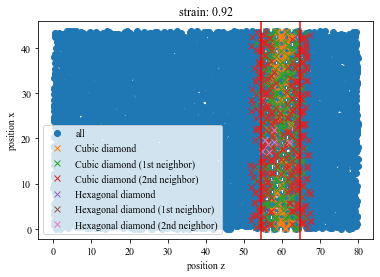 strain: 0.92
position x
40
30
20
10
0
all
Cubic diamond
Cubic diamond (1st neighbor)
Cubic diamond (2nd neighbor)
Hexagonal diamond
Hexagonal diamond (1st neighbor)
Hexagonal diamond (2nd neighbor)
0 10 20 30 40 50 60 70 80
position z